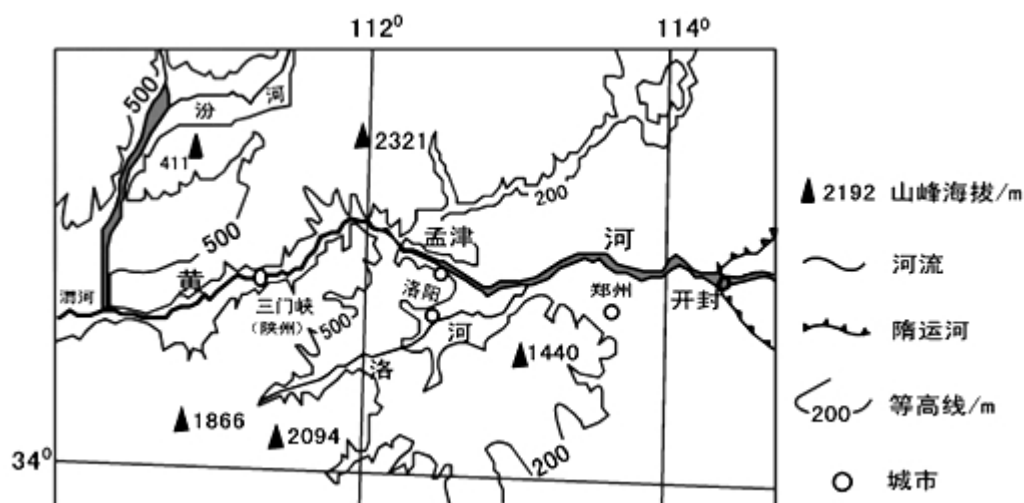 112⁰
114⁰
500
汾
河
411
2321
200
▲2192 山峰海拔/m
500
孟津
河
黄
河流
渭河
三门峡
(陕州)
洛阳
郑州
开封
500
河
隋运河
洛
1440
200
等高线/m
1866
2094
200
34⁰
城市